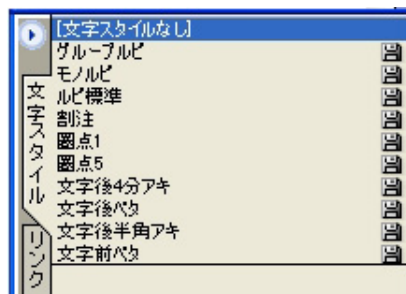 [文字スタイルなし]
グループルビ
モノルビ
ルビ標準
割注
圏点1
圏点5
文字後4分アキ
文字後ベタ
文字後半角アキ
文字前ベタ
文字スタイル
リンク